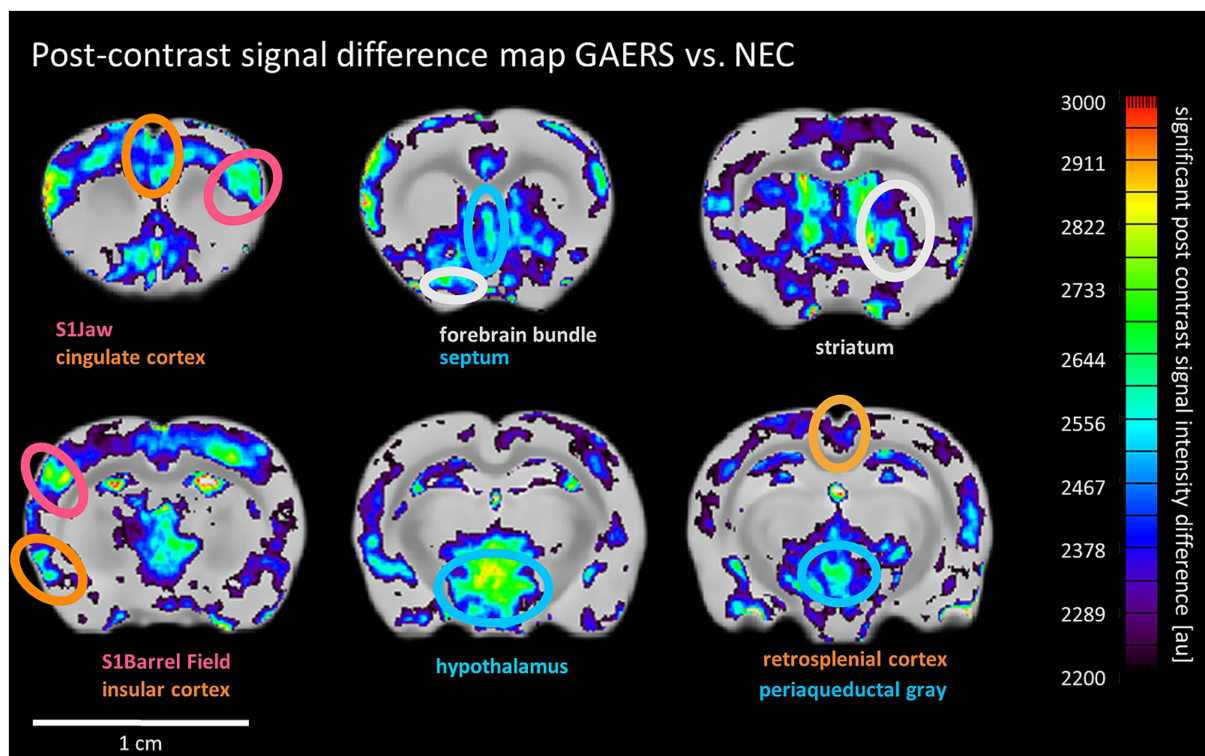 Post-contrast signal difference map GAERS vs. NEC
S1Jaw
cingulate cortex
forebrain bundle
septum
striatum
S1Barrel Field
insular cortex
hypothalamus
retrosplenial cortex
periaqueductal gray
1 cm
3000
2911
2822
2733
2644
2556
2467
2378
2289
2200
significant post contrast signal intensity difference [au]